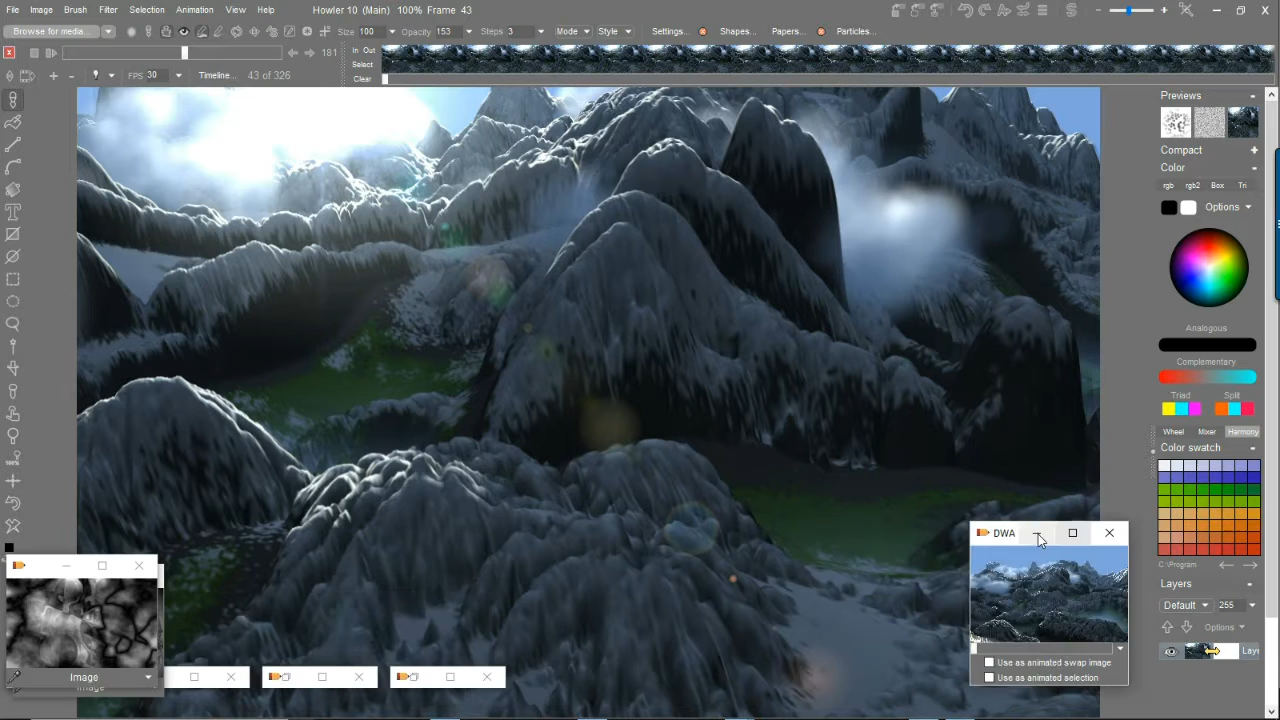 File Image Brush Filter Selection Animation View Help Howler 10 (Main) 100% Frame 43
Browse for media... Size 100 Opacity 153 Steps 3 Mode Style Settings... Shapes... Papers... Particles...
181 In Out
Select
FPS 30 Timeline... 43 of 326 Clear
Previews
Compact
Color
rgb rgb2 Box Tri
Options
Analogous
Complementary
Triad Split
Wheel Mixer Harmony
Color swatch
C:\Program
Layers
Default 255
Options
Lay
DWA
Use as animated swap image
Use as animated selection
Image
Image